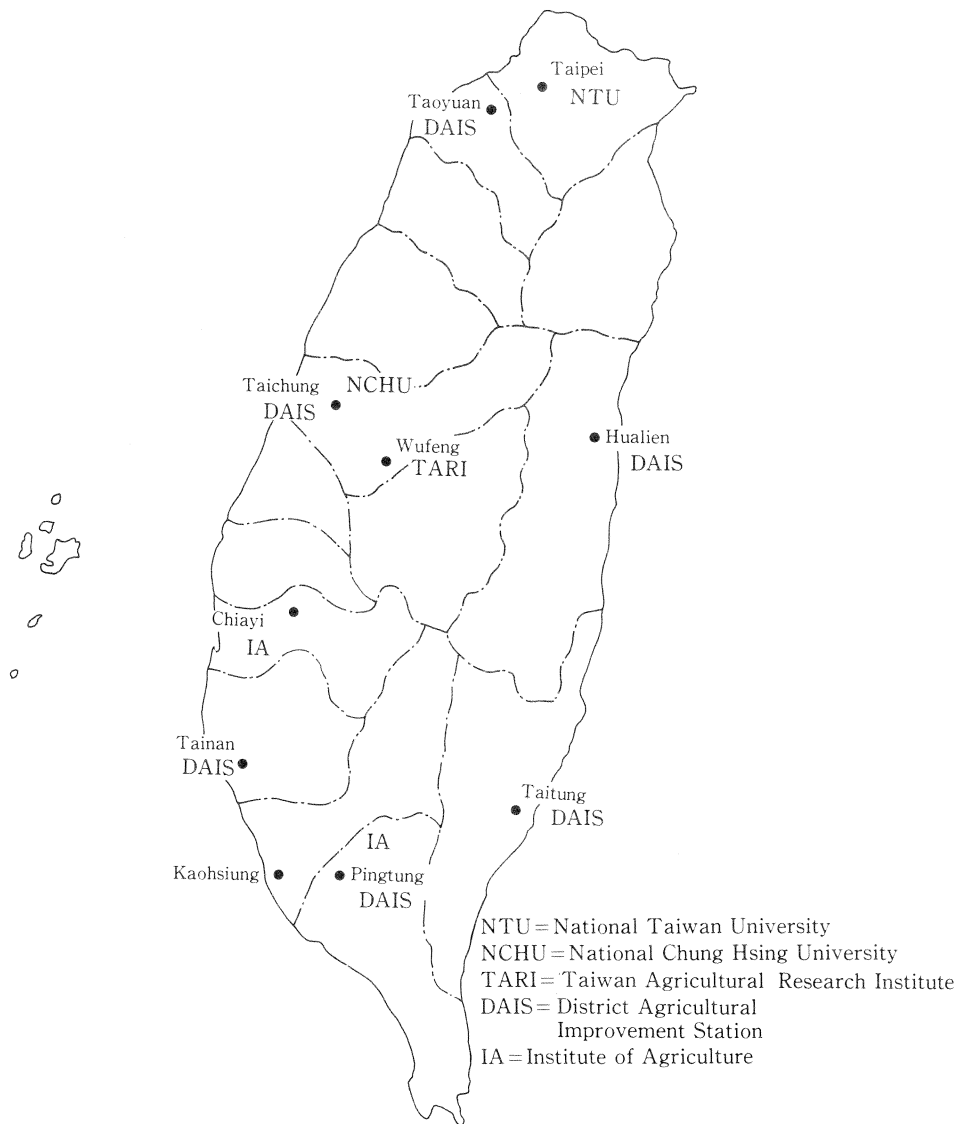 Taipei
NTU
Taoyuan
DAIS
Taichung
NCHU
DAIS
Wufeng
TARI
Hualien
DAIS
Chiayi
IA
Tainan
DAIS
Taitung
DAIS
IA
Kaohsiung
Pingtung
DAIS
NTU=National Taiwan University
NCHU=National Chung Hsing University
TARI=Taiwan Agricultural Research Institute
DAIS=District Agricultural
Improvement Station
IA=Institute of Agriculture